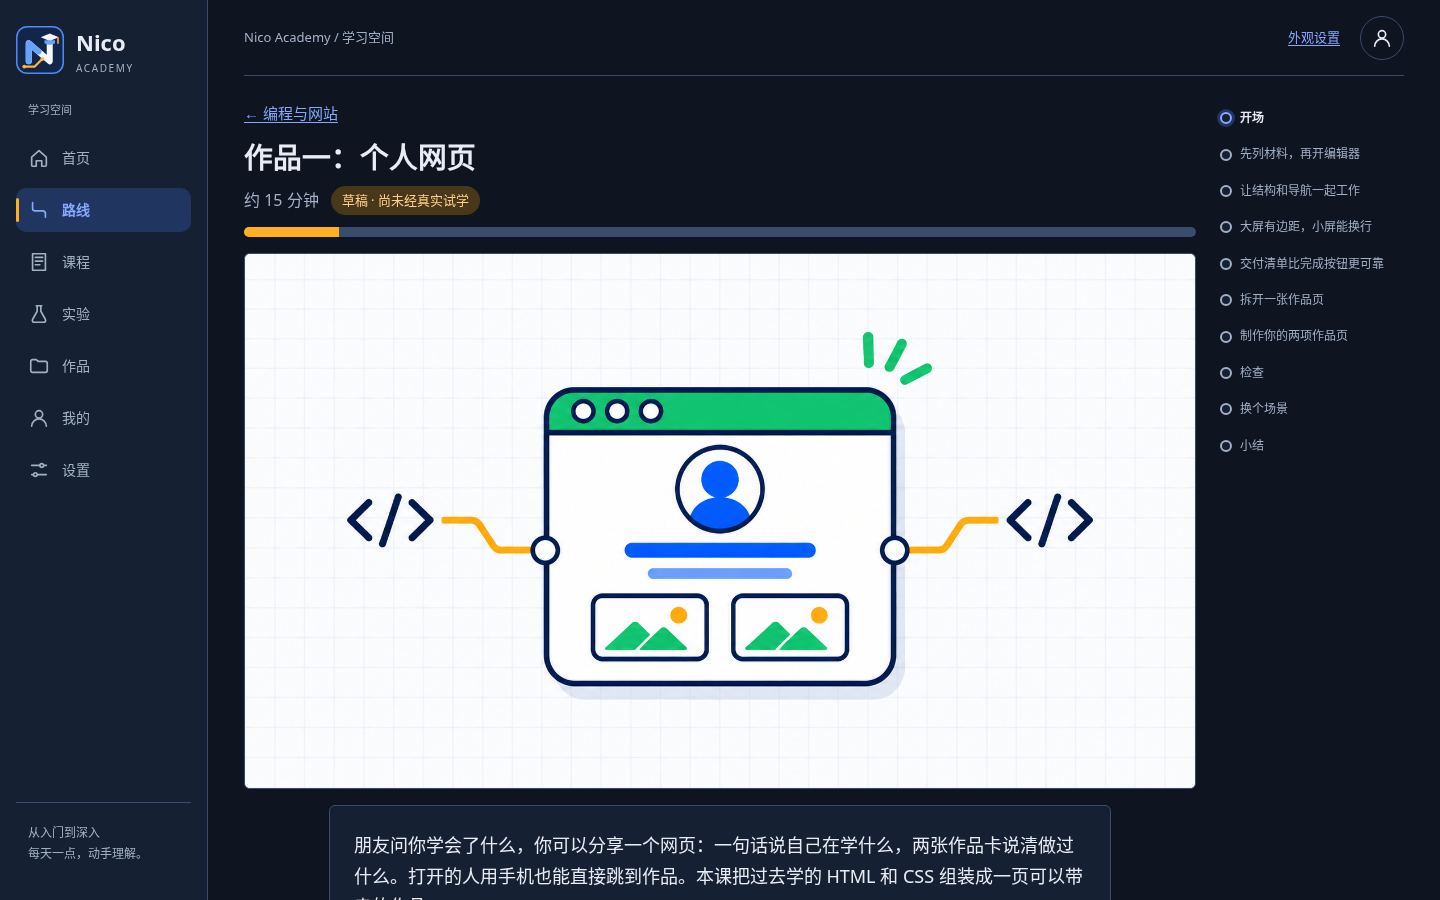 Nico
ACADEMY
学习空间
首页
路线
课程
实验
作品
我的
设置
从入门到深入
每天一点，动手理解。
Nico Academy / 学习空间
外观设置
← 编程与网站
作品一：个人网页
约 15 分钟
草稿 · 尚未经真实试学
</>
</>
朋友问你学会了什么，你可以分享一个网页：一句话说自己在学什么，两张作品卡说清做过
什么。打开的人用手机也能直接跳到作品。本课把过去学的 HTML 和 CSS 组装成一页可以带
开场
先列材料，再开编辑器
让结构和导航一起工作
大屏有边距，小屏能换行
交付清单比完成按钮更可靠
拆开一张作品页
制作你的两项作品页
检查
换个场景
小结